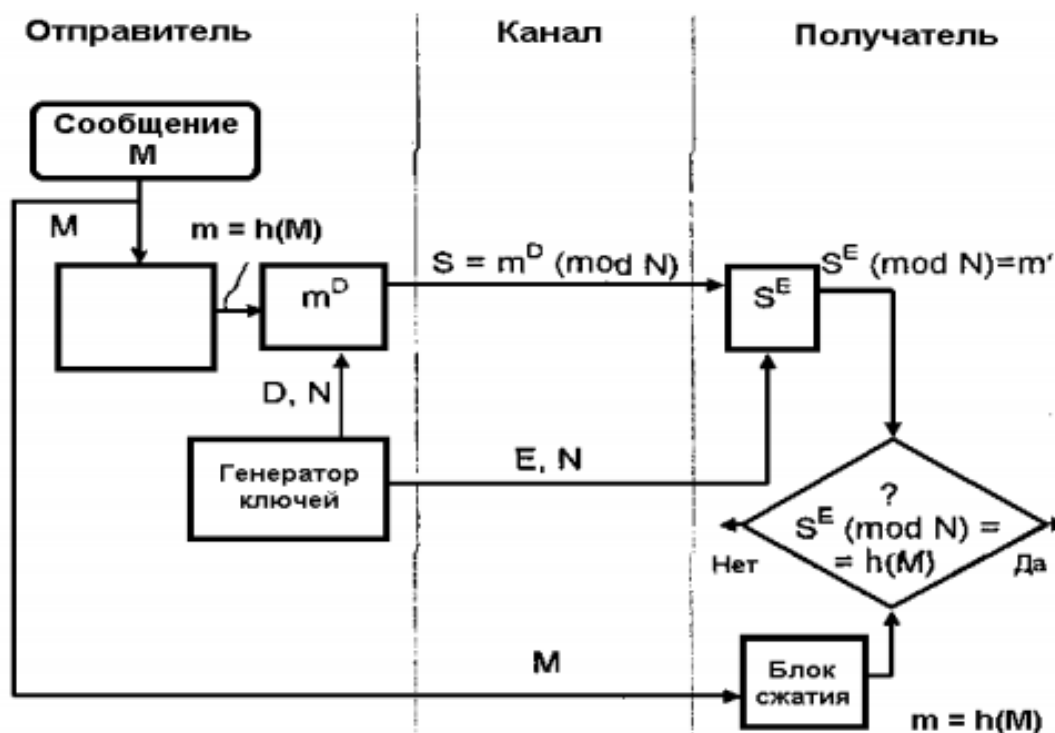 Отправитель
Канал
Получатель
Сообщение
M
M
m = h(M)
m^D
S = m^D (mod N)
S^E
S^E (mod N)=m'
D, N
Генератор
ключей
E, N
?
S^E (mod N) =
= h(M)
Нет
Да
M
Блок
сжатия
m = h(M)